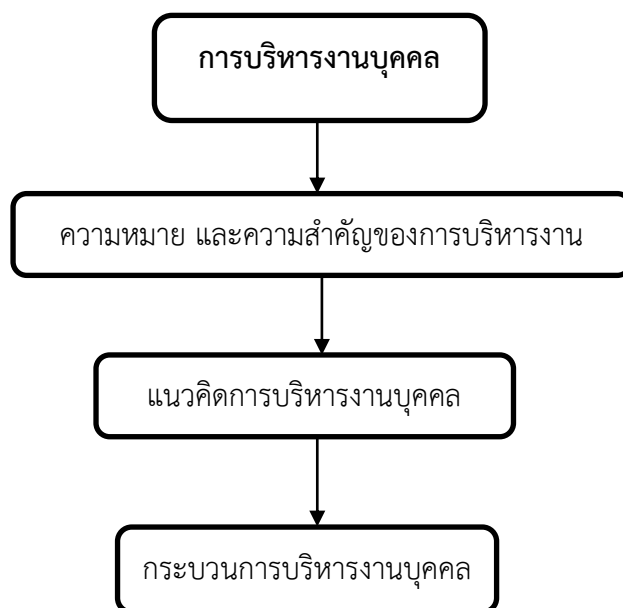 การบริหารงานบุคคล
ความหมาย และความสำคัญของการบริหารงาน
แนวคิดการบริหารงานบุคคล
กระบวนการบริหารงานบุคคล